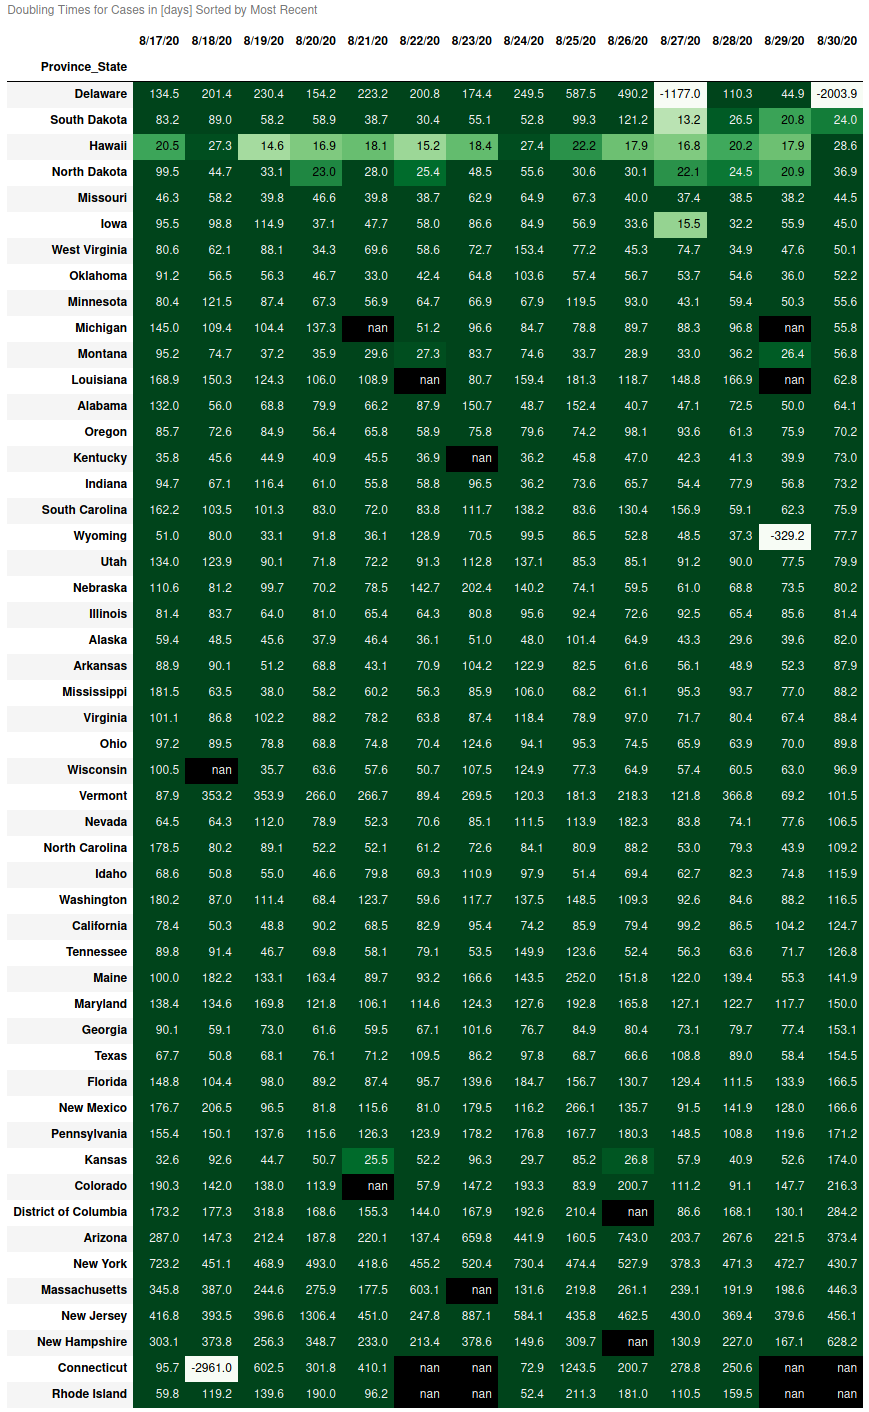 Doubling Times for Cases in [days] Sorted by Most Recent
8/17/20 8/18/20 8/19/20 8/20/20 8/21/20 8/22/20 8/23/20 8/24/20 8/25/20 8/26/20 8/27/20 8/28/20 8/29/20 8/30/20
Province_State
Delaware 134.5 201.4 230.4 154.2 223.2 200.8 174.4 249.5 587.5 490.2 -1177.0 110.3 44.9 -2003.9
South Dakota 83.2 89.0 58.2 58.9 38.7 30.4 55.1 52.8 99.3 121.2 13.2 26.5 20.8 24.0
Hawaii 20.5 27.3 14.6 16.9 18.1 15.2 18.4 27.4 22.2 17.9 16.8 20.2 17.9 28.6
North Dakota 99.5 44.7 33.1 23.0 28.0 25.4 48.5 55.6 30.6 30.1 22.1 24.5 20.9 36.9
Missouri 46.3 58.2 39.8 46.6 39.8 38.7 62.9 64.9 67.3 40.0 37.4 38.5 38.2 44.5
Iowa 95.5 98.8 114.9 37.1 47.7 58.0 86.6 84.9 56.9 33.6 15.5 32.2 55.9 45.0
West Virginia 80.6 62.1 88.1 34.3 69.6 58.6 72.7 153.4 77.2 45.3 74.7 34.9 47.6 50.1
Oklahoma 91.2 56.5 56.3 46.7 33.0 42.4 64.8 103.6 57.4 56.7 53.7 54.6 36.0 52.2
Minnesota 80.4 121.5 87.4 67.3 56.9 64.7 66.9 67.9 119.5 93.0 43.1 59.4 50.3 55.6
Michigan 145.0 109.4 104.4 137.3 nan 51.2 96.6 84.7 78.8 89.7 88.3 96.8 nan 55.8
Montana 95.2 74.7 37.2 35.9 29.6 27.3 83.7 74.6 33.7 28.9 33.0 36.2 26.4 56.8
Louisiana 168.9 150.3 124.3 106.0 108.9 nan 80.7 159.4 181.3 118.7 148.8 166.9 nan 62.8
Alabama 132.0 56.0 68.8 79.9 66.2 87.9 150.7 48.7 152.4 40.7 47.1 72.5 50.0 64.1
Oregon 85.7 72.6 84.9 56.4 65.8 58.9 75.8 79.6 74.2 98.1 93.6 61.3 75.9 70.2
Kentucky 35.8 45.6 44.9 40.9 45.5 36.9 nan 36.2 45.8 47.0 42.3 41.3 39.9 73.0
Indiana 94.7 67.1 116.4 61.0 55.8 58.8 96.5 36.2 73.6 65.7 54.4 77.9 56.8 73.2
South Carolina 162.2 103.5 101.3 83.0 72.0 83.8 111.7 138.2 83.6 130.4 156.9 59.1 62.3 75.9
Wyoming 51.0 80.0 33.1 91.8 36.1 128.9 70.5 99.5 86.5 52.8 48.5 37.3 -329.2 77.7
Utah 134.0 123.9 90.1 71.8 72.2 91.3 112.8 137.1 85.3 85.1 91.2 90.0 77.5 79.9
Nebraska 110.6 81.2 99.7 70.2 78.5 142.7 202.4 140.2 74.1 59.5 61.0 68.8 73.5 80.2
Illinois 81.4 83.7 64.0 81.0 65.4 64.3 80.8 95.6 92.4 72.6 92.5 65.4 85.6 81.4
Alaska 59.4 48.5 45.6 37.9 46.4 36.1 51.0 48.0 101.4 64.9 43.3 29.6 39.6 82.0
Arkansas 88.9 90.1 51.2 68.8 43.1 70.9 104.2 122.9 82.5 61.6 56.1 48.9 52.3 87.9
Mississippi 181.5 63.5 38.0 58.2 60.2 56.3 85.9 106.0 68.2 61.1 95.3 93.7 77.0 88.2
Virginia 101.1 86.8 102.2 88.2 78.2 63.8 87.4 118.4 78.9 97.0 71.7 80.4 67.4 88.4
Ohio 97.2 89.5 78.8 68.8 74.8 70.4 124.6 94.1 95.3 74.5 65.9 63.9 70.0 89.8
Wisconsin 100.5 nan 35.7 63.6 57.6 50.7 107.5 124.9 77.3 64.9 57.4 60.5 63.0 96.9
Vermont 87.9 353.2 353.9 266.0 266.7 89.4 269.5 120.3 181.3 218.3 121.8 366.8 69.2 101.5
Nevada 64.5 64.3 112.0 78.9 52.3 70.6 85.1 111.5 113.9 182.3 83.8 74.1 77.6 106.5
North Carolina 178.5 80.2 89.1 52.2 52.1 61.2 72.6 84.1 80.9 88.2 53.0 79.3 43.9 109.2
Idaho 68.6 50.8 55.0 46.6 79.8 69.3 110.9 97.9 51.4 69.4 62.7 82.3 74.8 115.9
Washington 180.2 87.0 111.4 68.4 123.7 59.6 117.7 137.5 148.5 109.3 92.6 84.6 88.2 116.5
California 78.4 50.3 48.8 90.2 68.5 82.9 95.4 74.2 85.9 79.4 99.2 86.5 104.2 124.7
Tennessee 89.8 91.4 46.7 69.8 58.1 79.1 53.5 149.9 123.6 52.4 56.3 63.6 71.7 126.8
Maine 100.0 182.2 133.1 163.4 89.7 93.2 166.6 143.5 252.0 151.8 122.0 139.4 55.3 141.9
Maryland 138.4 134.6 169.8 121.8 106.1 114.6 124.3 127.6 192.8 165.8 127.1 122.7 117.7 150.0
Georgia 90.1 59.1 73.0 61.6 59.5 67.1 101.6 76.7 84.9 80.4 73.1 79.7 77.4 153.1
Texas 67.7 50.8 68.1 76.1 71.2 109.5 86.2 97.8 68.7 66.6 108.8 89.0 58.4 154.5
Florida 148.8 104.4 98.0 89.2 87.4 95.7 139.6 184.7 156.7 130.7 129.4 111.5 133.9 166.5
New Mexico 176.7 206.5 96.5 81.8 115.6 81.0 179.5 116.2 266.1 135.7 91.5 141.9 128.0 166.6
Pennsylvania 155.4 150.1 137.6 115.6 126.3 123.9 178.2 176.8 167.7 180.3 148.5 108.8 119.6 171.2
Kansas 32.6 92.6 44.7 50.7 25.5 52.2 96.3 29.7 85.2 26.8 57.9 40.9 52.6 174.0
Colorado 190.3 142.0 138.0 113.9 nan 57.9 147.2 193.3 83.9 200.7 111.2 91.1 147.7 216.3
District of Columbia 173.2 177.3 318.8 168.6 155.3 144.0 167.9 192.6 210.4 nan 86.6 168.1 130.1 284.2
Arizona 287.0 147.3 212.4 187.8 220.1 137.4 659.8 441.9 160.5 743.0 203.7 267.6 221.5 373.4
New York 723.2 451.1 468.9 493.0 418.6 455.2 520.4 730.4 474.4 527.9 378.3 471.3 472.7 430.7
Massachusetts 345.8 387.0 244.6 275.9 177.5 603.1 nan 131.6 219.8 261.1 239.1 191.9 198.6 446.3
New Jersey 416.8 393.5 396.6 1306.4 451.0 247.8 887.1 584.1 435.8 462.5 430.0 369.4 379.6 456.1
New Hampshire 303.1 373.8 256.3 348.7 233.0 213.4 378.6 149.6 309.7 nan 130.9 227.0 167.1 628.2
Connecticut 95.7 -2961.0 602.5 301.8 410.1 nan nan 72.9 1243.5 200.7 278.8 250.6 nan nan
Rhode Island 59.8 119.2 139.6 190.0 96.2 nan nan 52.4 211.3 181.0 110.5 159.5 nan nan